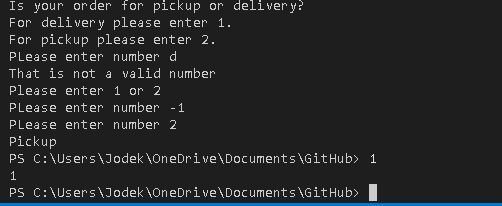 Is your order for pickup or delivery?
For delivery please enter 1.
For pickup please enter 2.
PLease enter number d
That is not a valid number
Please enter 1 or 2
PLease enter number -1
PLease enter number 2
Pickup
PS C:\Users\Jodek\OneDrive\Documents\GitHub> 1
1
PS C:\Users\Jodek\OneDrive\Documents\GitHub>